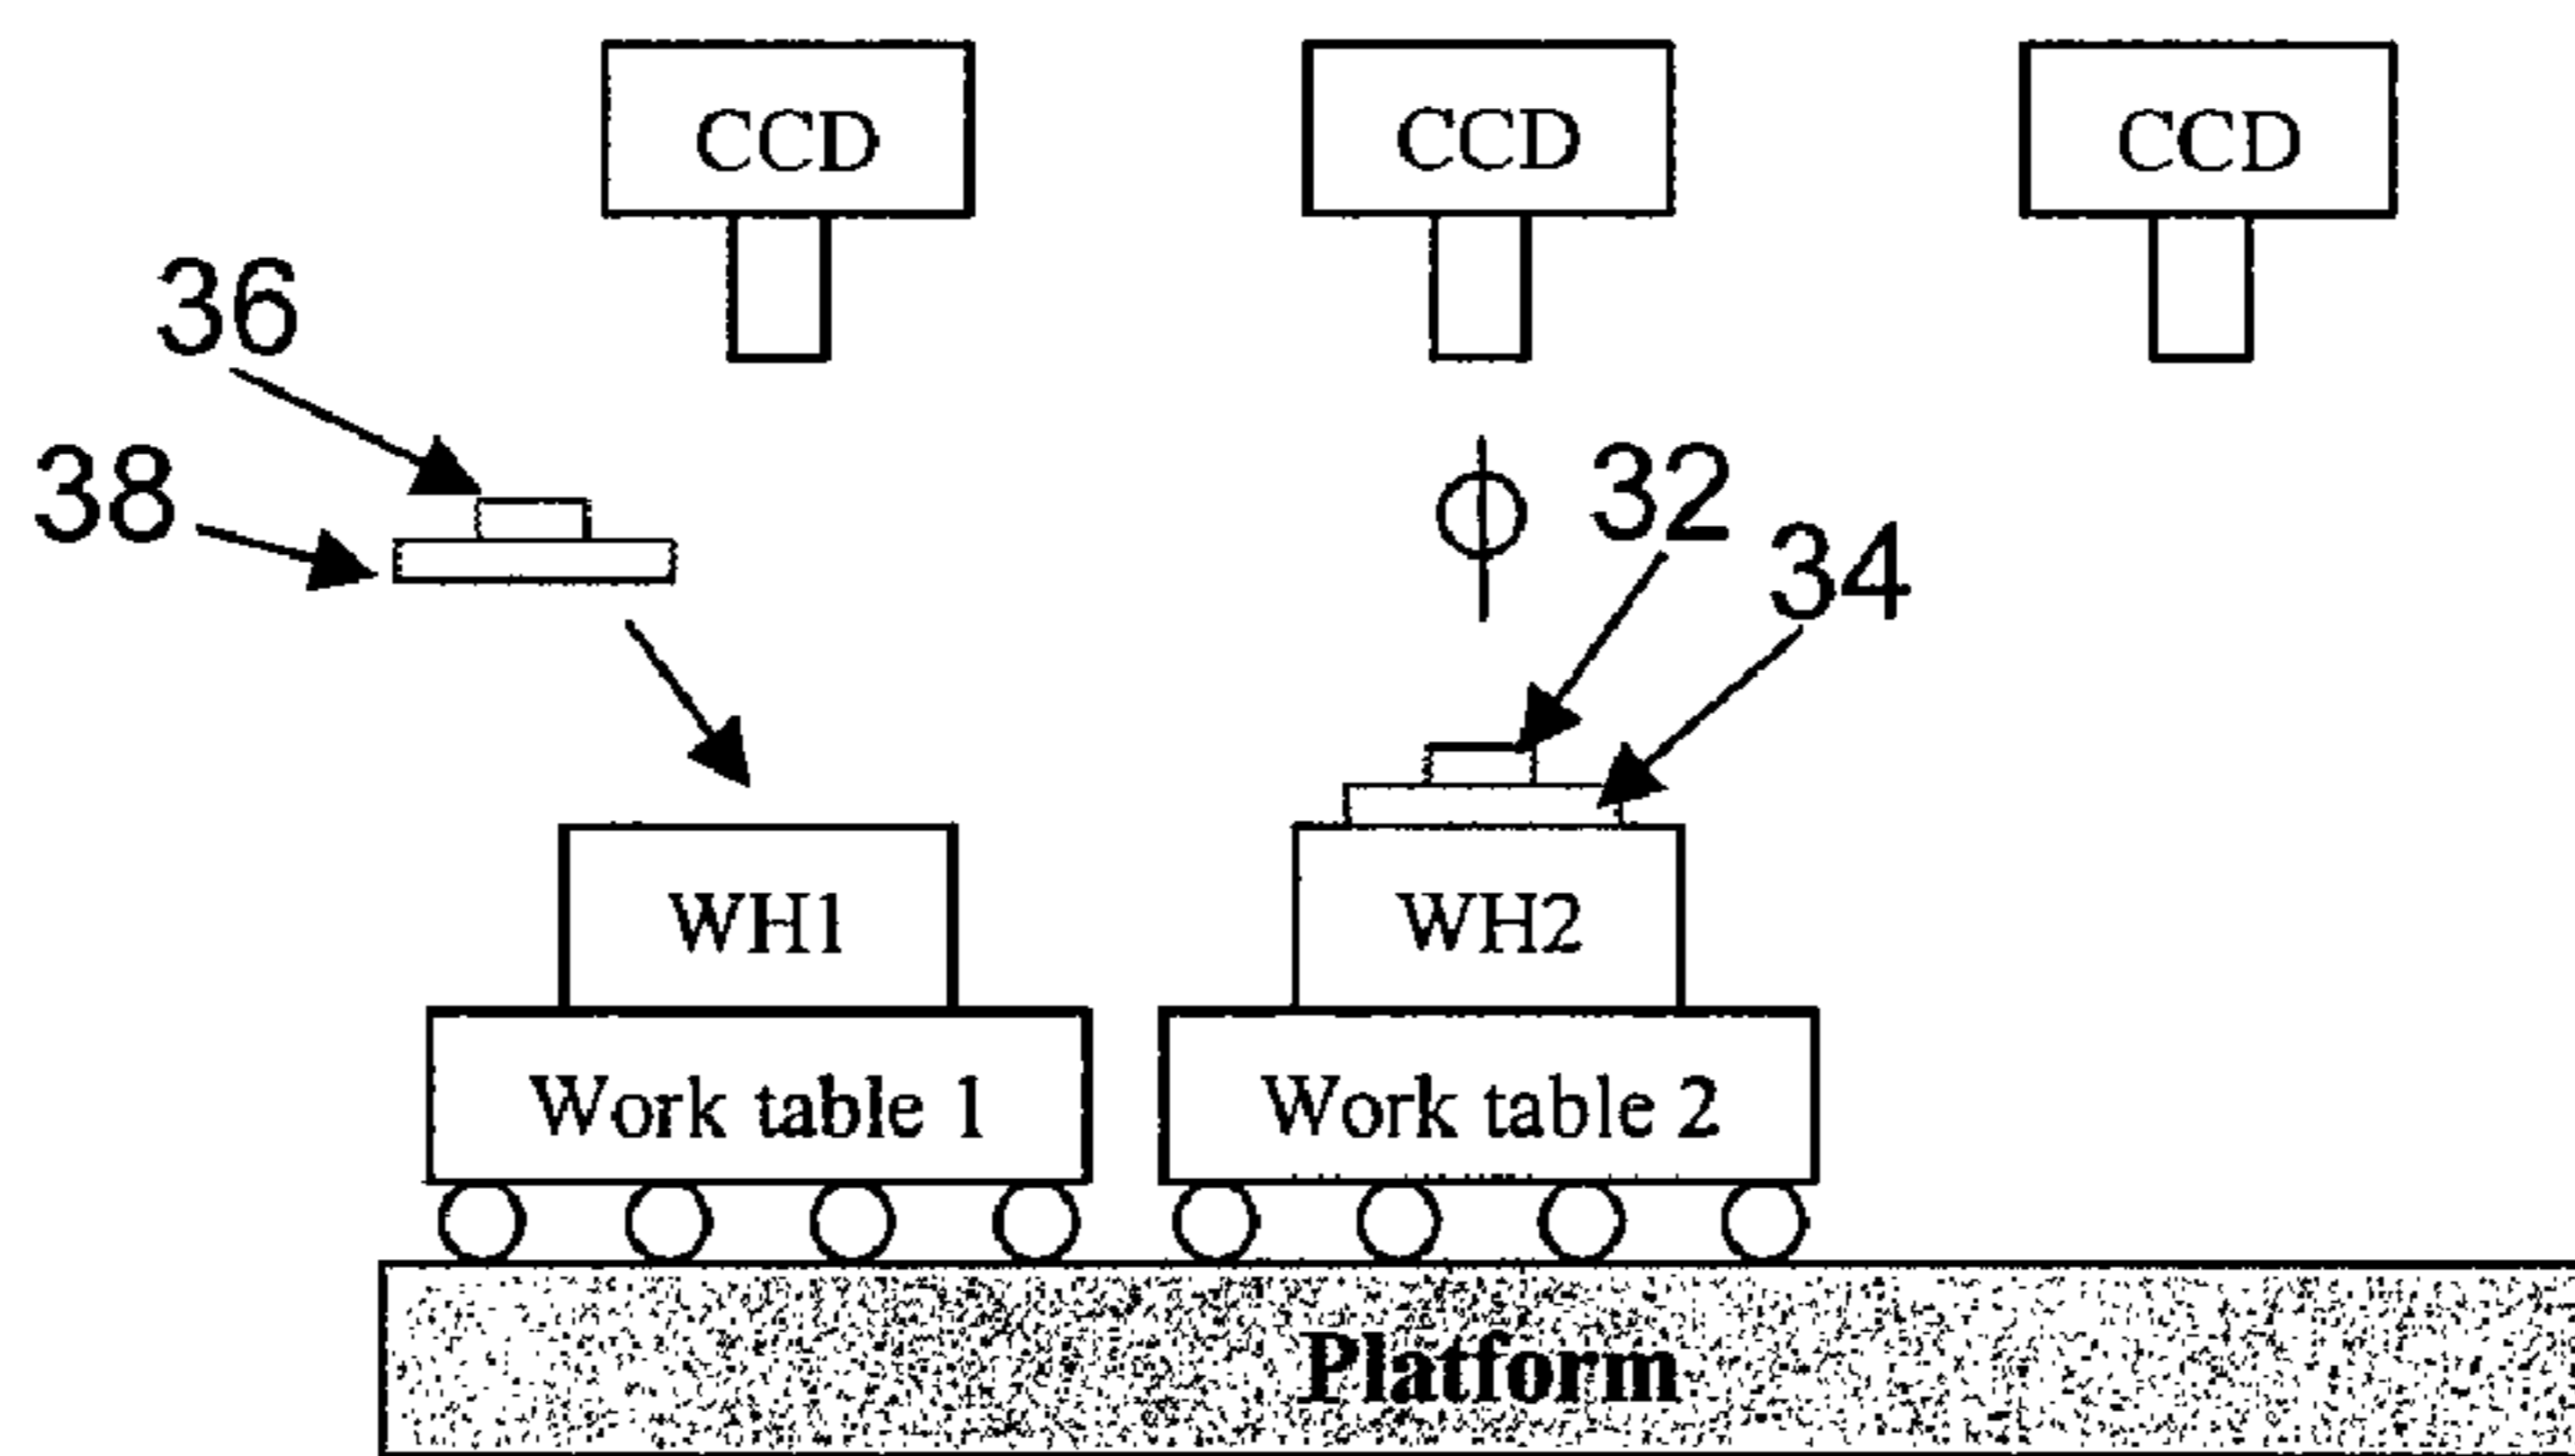 CCD CCD CCD
36
38
32
34
WH1 WH2
Work table 1 Work table 2
Platform